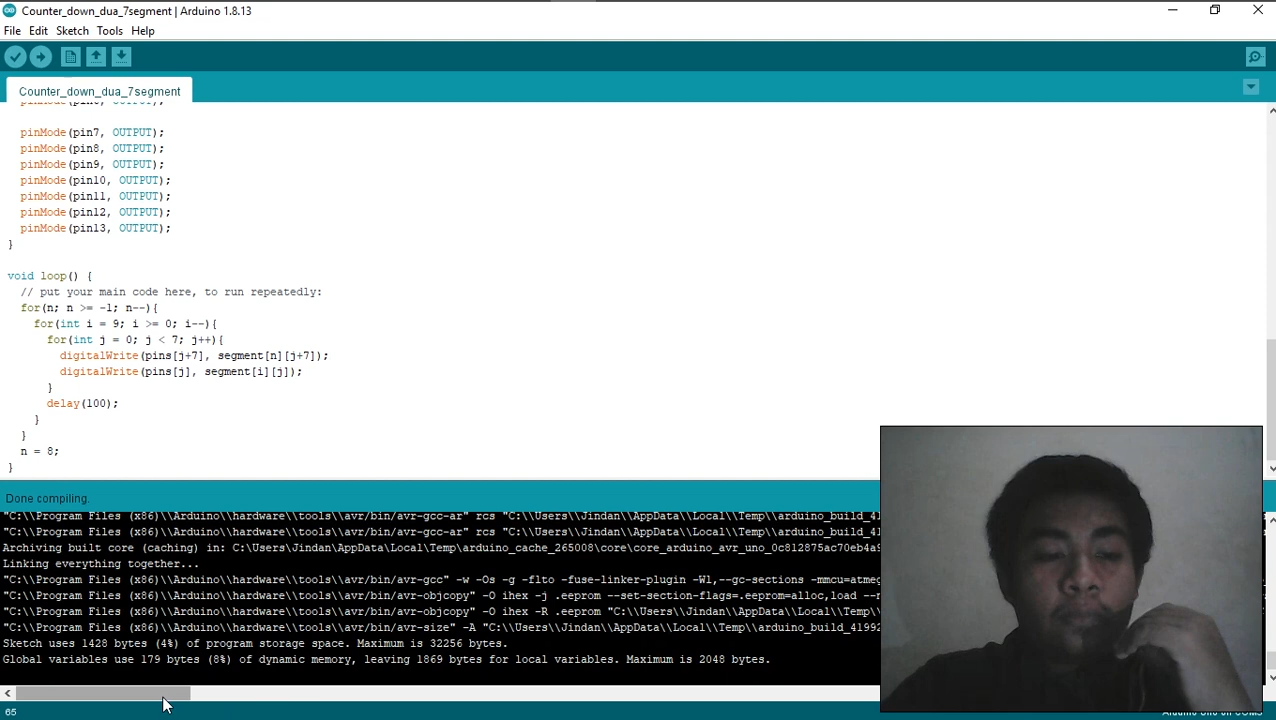 Counter_down_dua_7segment | Arduino 1.8.13
File Edit Sketch Tools Help
Counter_down_dua_7segment
pinMode(pin7, OUTPUT);
pinMode(pin8, OUTPUT);
pinMode(pin9, OUTPUT);
pinMode(pin10, OUTPUT);
pinMode(pin11, OUTPUT);
pinMode(pin12, OUTPUT);
pinMode(pin13, OUTPUT);
}
void loop() {
// put your main code here, to run repeatedly:
for(n; n >= -1; n--){
for(int i = 9; i >= 0; i--){
for(int j = 0; j < 7; j++){
digitalWrite(pins[j+7], segment[n][j+7]);
digitalWrite(pins[j], segment[i][j]);
}
delay(100);
}
}
n = 8;
}
Done compiling.
"C:\\Program Files (x86)\\Arduino\\hardware\\tools\\avr/bin/avr-gcc-ar" rcs "C:\\Users\\Jindan\\AppData\\Local\\Temp\\arduino_build_41
"C:\\Program Files (x86)\\Arduino\\hardware\\tools\\avr/bin/avr-gcc-ar" rcs "C:\\Users\\Jindan\\AppData\\Local\\Temp\\arduino_build_41
Archiving built core (caching) in: C:\Users\Jindan\AppData\Local\Temp\arduino_cache_265008\core\core_arduino_avr_uno_0c812875ac70eb4a9
Linking everything together...
"C:\\Program Files (x86)\\Arduino\\hardware\\tools\\avr/bin/avr-gcc" -w -Os -g -flto -fuse-linker-plugin -Wl,--gc-sections -mmcu=atmeg
"C:\\Program Files (x86)\\Arduino\\hardware\\tools\\avr/bin/avr-objcopy" -O ihex -j .eeprom --set-section-flags=.eeprom=alloc,load
"C:\\Program Files (x86)\\Arduino\\hardware\\tools\\avr/bin/avr-objcopy" -O ihex -R .eeprom "C:\\Users\\Jindan\\AppData\\Local\\Temp\\
"C:\\Program Files (x86)\\Arduino\\hardware\\tools\\avr/bin/avr-size" -A "C:\\Users\\Jindan\\AppData\\Local\\Temp\\arduino_build_41992
Sketch uses 1428 bytes (4%) of program storage space. Maximum is 32256 bytes.
Global variables use 179 bytes (8%) of dynamic memory, leaving 1869 bytes for local variables. Maximum is 2048 bytes.
65